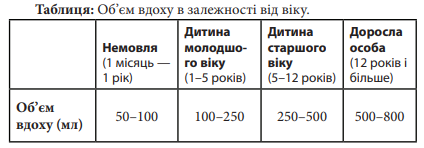 Таблиця: Об’єм вдоху в залежності від віку.
Немовля
(1 місяць —
1 рік)
Дитина
молодшо-
го віку
(1–5 років)
Дитина
старшого
віку
(5–12 років)
Доросла
особа
(12 років і
більше)
Об’єм
вдоху (мл)
50–100
100–250
250–500
500–800